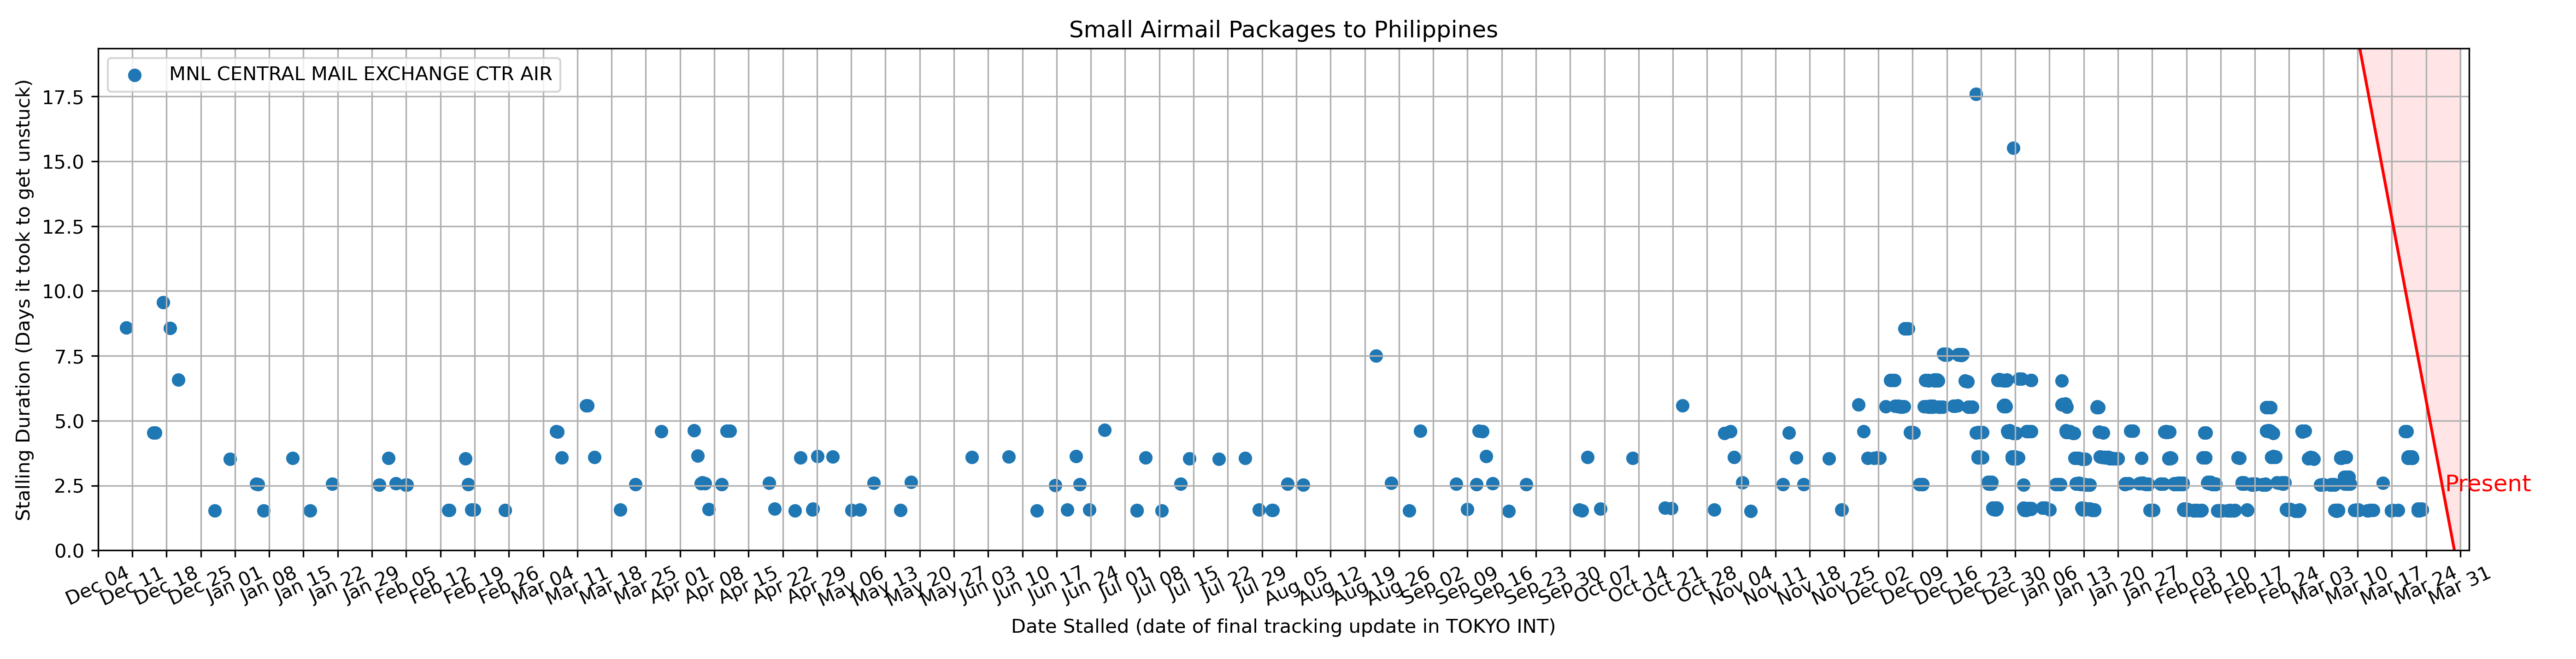 Small Airmail Packages to Philippines
MNL CENTRAL MAIL EXCHANGE CTR AIR
Stalling Duration (Days it took to get unstuck)
17.5
15.0
12.5
10.0
7.5
5.0
2.5
0.0
Present
Dec 04
Dec 11
Dec 18
Dec 25
Jan 01
Jan 08
Jan 15
Jan 22
Jan 29
Feb 05
Feb 12
Feb 19
Feb 26
Mar 04
Mar 11
Mar 18
Mar 25
Apr 01
Apr 08
Apr 15
Apr 22
Apr 29
May 06
May 13
May 20
May 27
Jun 03
Jun 10
Jun 17
Jun 24
Jul 01
Jul 08
Jul 15
Jul 22
Jul 29
Aug 05
Aug 12
Aug 19
Aug 26
Sep 02
Sep 09
Sep 16
Sep 23
Sep 30
Oct 07
Oct 14
Oct 21
Oct 28
Nov 04
Nov 11
Nov 18
Nov 25
Dec 02
Dec 09
Dec 16
Dec 23
Dec 30
Jan 06
Jan 13
Jan 20
Jan 27
Feb 03
Feb 10
Feb 17
Feb 24
Mar 03
Mar 10
Mar 17
Mar 24
Mar 31
Date Stalled (date of final tracking update in TOKYO INT)